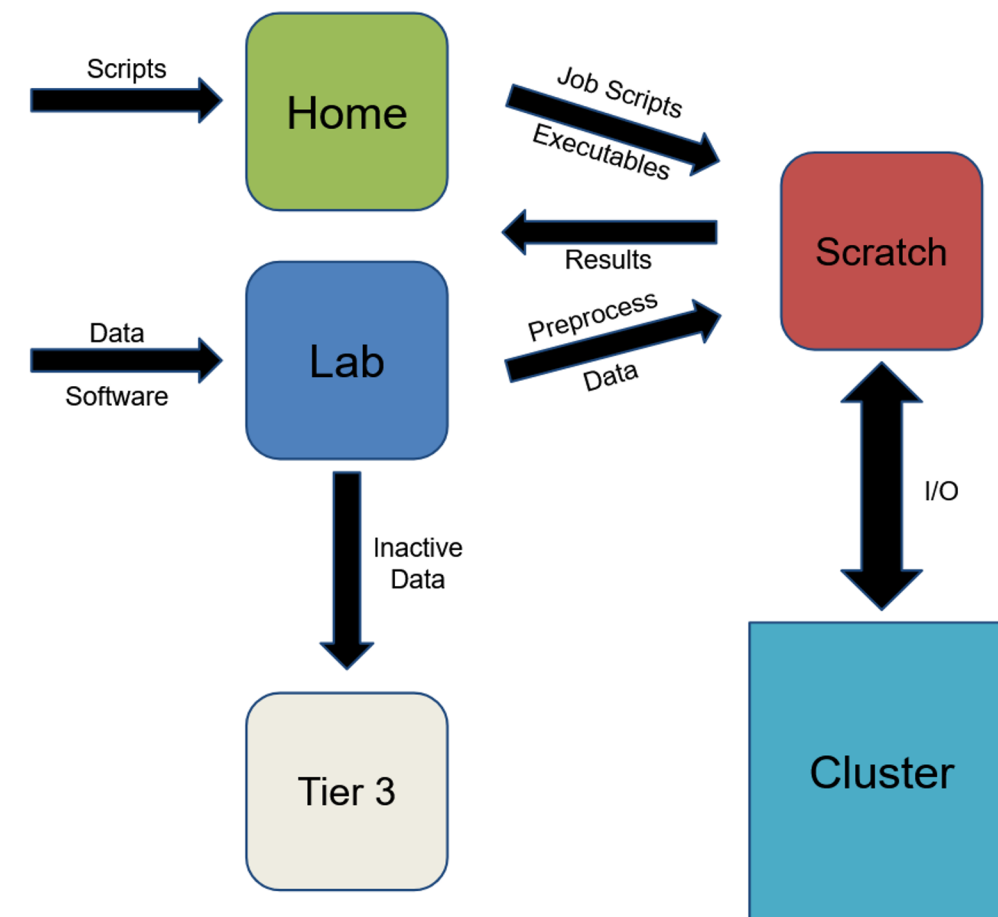 Scripts
Home
Job Scripts
Executables
Scratch
Results
Data
Software
Lab
Preprocess
Data
I/O
Inactive
Data
Tier 3
Cluster